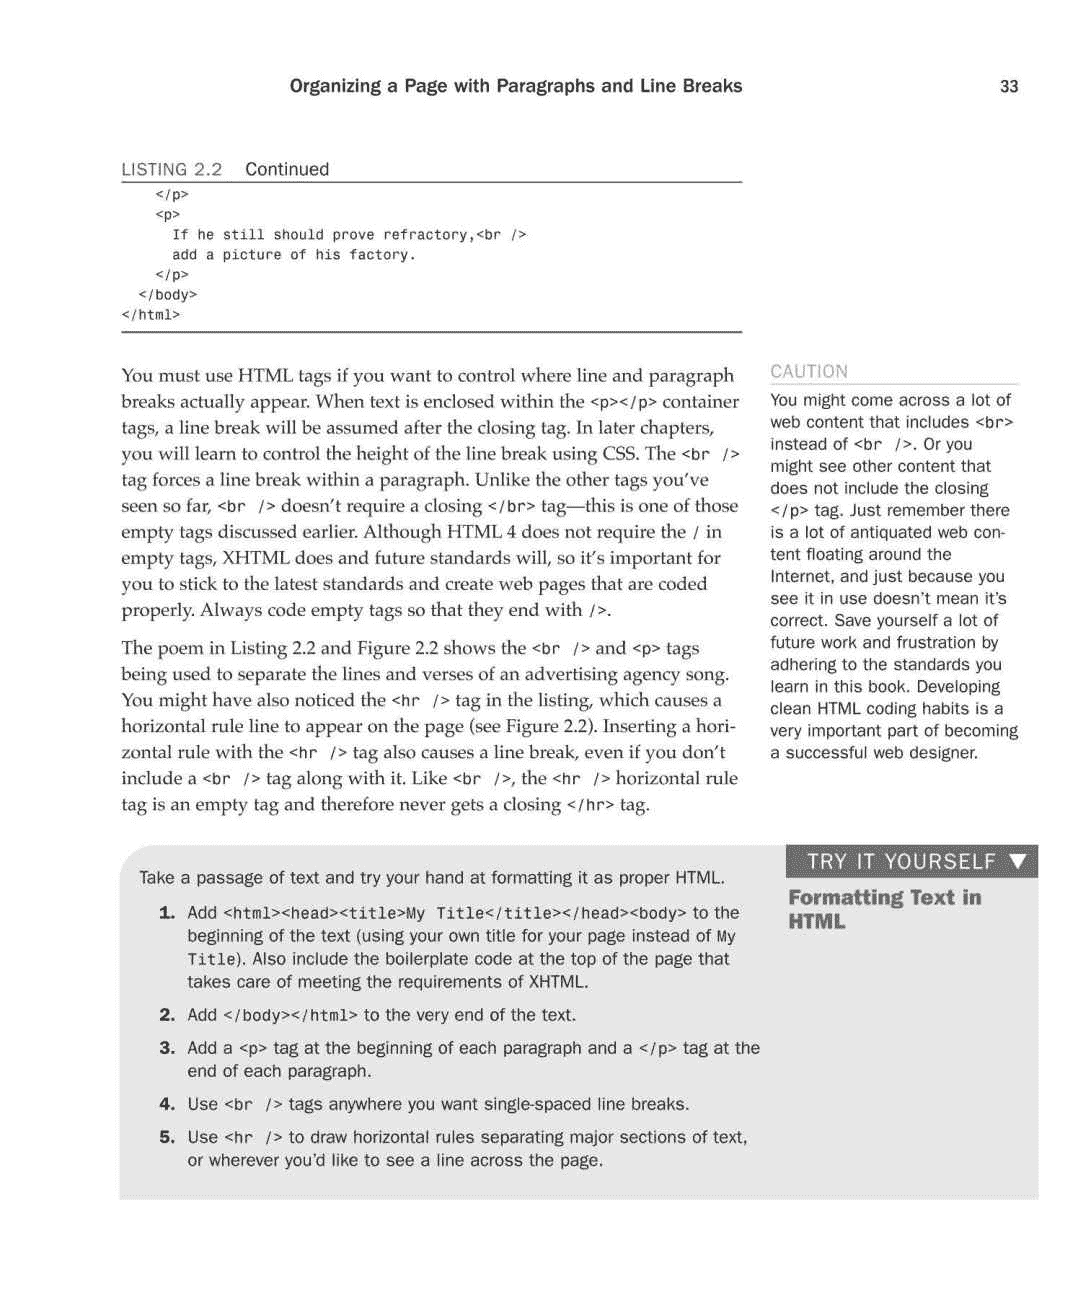 Organizing a Page with Paragraphs and Line Breaks 33
LISTING 2.2 Continued
</p>
<p>
If he still should prove refractory,<br />
add a picture of his factory.
</p>
</body>
</html>
You must use HTML tags if you want to control where line and paragraph
breaks actually appear. When text is enclosed within the <p></p> container
tags, a line break will be assumed after the closing tag. In later chapters,
you will learn to control the height of the line break using CSS. The <br />
tag forces a line break within a paragraph. Unlike the other tags you’ve
seen so far, <br /> doesn’t require a closing </br> tag—this is one of those
empty tags discussed earlier. Although HTML 4 does not require the / in
empty tags, XHTML does and future standards will, so it’s important for
you to stick to the latest standards and create web pages that are coded
properly. Always code empty tags so that they end with />.
The poem in Listing 2.2 and Figure 2.2 shows the <br /> and <p> tags
being used to separate the lines and verses of an advertising agency song.
You might have also noticed the <hr /> tag in the listing, which causes a
horizontal rule line to appear on the page (see Figure 2.2). Inserting a hori-
zontal rule with the <hr /> tag also causes a line break, even if you don’t
include a <br /> tag along with it. Like <br />, the <hr /> horizontal rule
tag is an empty tag and therefore never gets a closing </hr> tag.
CAUTION
You might come across a lot of
web content that includes <br>
instead of <br />. Or you
might see other content that
does not include the closing
</p> tag. Just remember there
is a lot of antiquated web con-
tent floating around the
Internet, and just because you
see it in use doesn’t mean it’s
correct. Save yourself a lot of
future work and frustration by
adhering to the standards you
learn in this book. Developing
clean HTML coding habits is a
very important part of becoming
a successful web designer.
TRY IT YOURSELF ▼
Formatting Text in
HTML
Take a passage of text and try your hand at formatting it as proper HTML.
1. Add <html><head><title>My Title</title></head><body> to the
beginning of the text (using your own title for your page instead of My
Title). Also include the boilerplate code at the top of the page that
takes care of meeting the requirements of XHTML.
2. Add </body></html> to the very end of the text.
3. Add a <p> tag at the beginning of each paragraph and a </p> tag at the
end of each paragraph.
4. Use <br /> tags anywhere you want single-spaced line breaks.
5. Use <hr /> to draw horizontal rules separating major sections of text,
or wherever you’d like to see a line across the page.